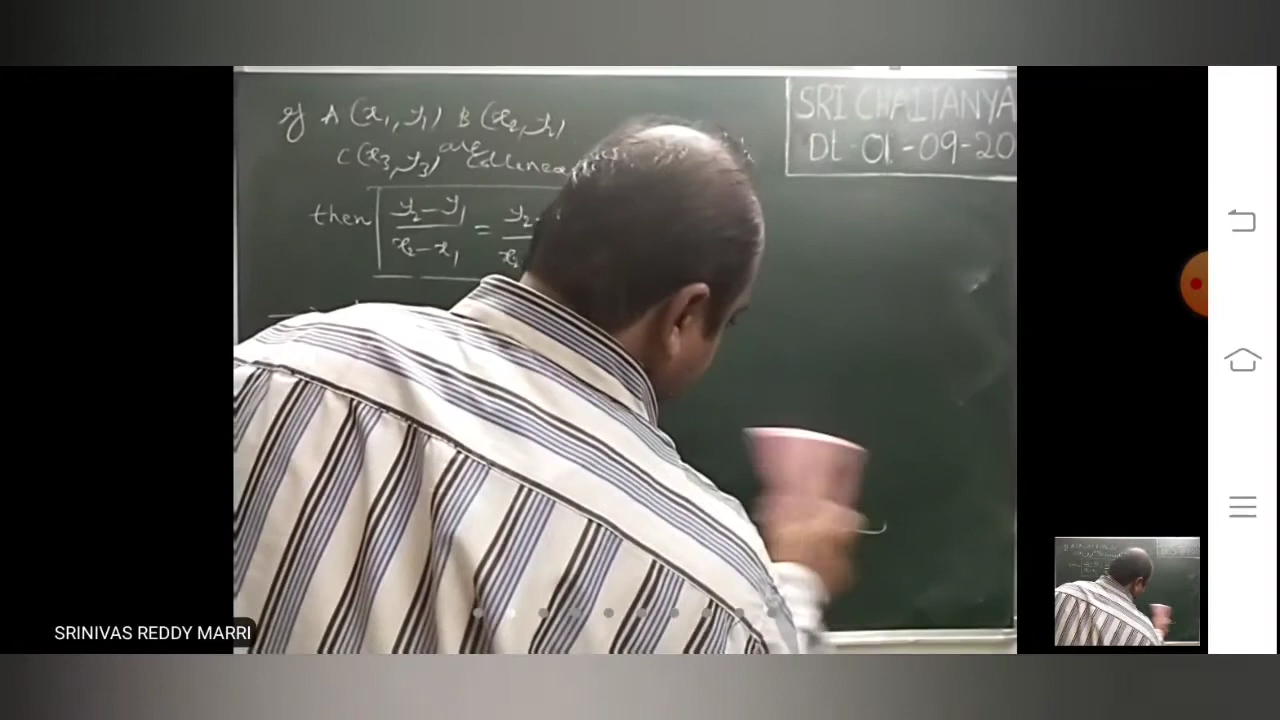 If A (x₁, y₁) B (x₂, y₂)
C (x₃, y₃) are collinear
then y₂ - y₁ / x₂ - x₁ =
SRI CHAITANYA
DL-01-09-20
SRINIVAS REDDY MARRI